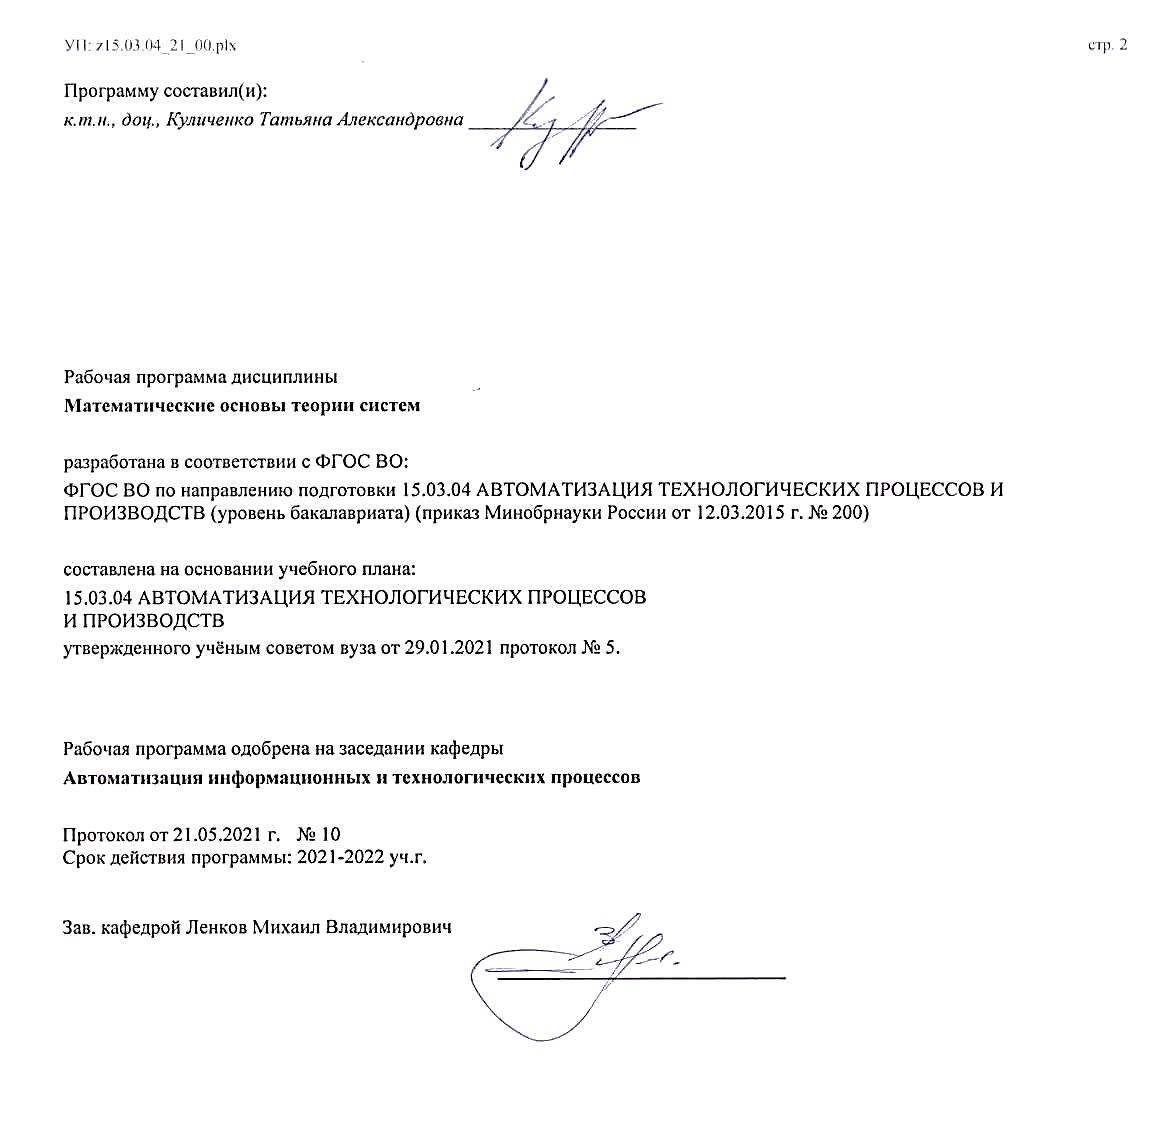 УП: z15.03.04_21_00.plx
стр. 2
Программу составил(и):
к.т.н., доц., Куличенко Татьяна Александровна
Рабочая программа дисциплины
Математические основы теории систем
разработана в соответствии с ФГОС ВО:
ФГОС ВО по направлению подготовки 15.03.04 АВТОМАТИЗАЦИЯ ТЕХНОЛОГИЧЕСКИХ ПРОЦЕССОВ И
ПРОИЗВОДСТВ (уровень бакалавриата) (приказ Минобрнауки России от 12.03.2015 г. № 200)
составлена на основании учебного плана:
15.03.04 АВТОМАТИЗАЦИЯ ТЕХНОЛОГИЧЕСКИХ ПРОЦЕССОВ
И ПРОИЗВОДСТВ
утвержденного учёным советом вуза от 29.01.2021 протокол № 5.
Рабочая программа одобрена на заседании кафедры
Автоматизация информационных и технологических процессов
Протокол от 21.05.2021 г. № 10
Срок действия программы: 2021-2022 уч.г.
Зав. кафедрой Ленков Михаил Владимирович